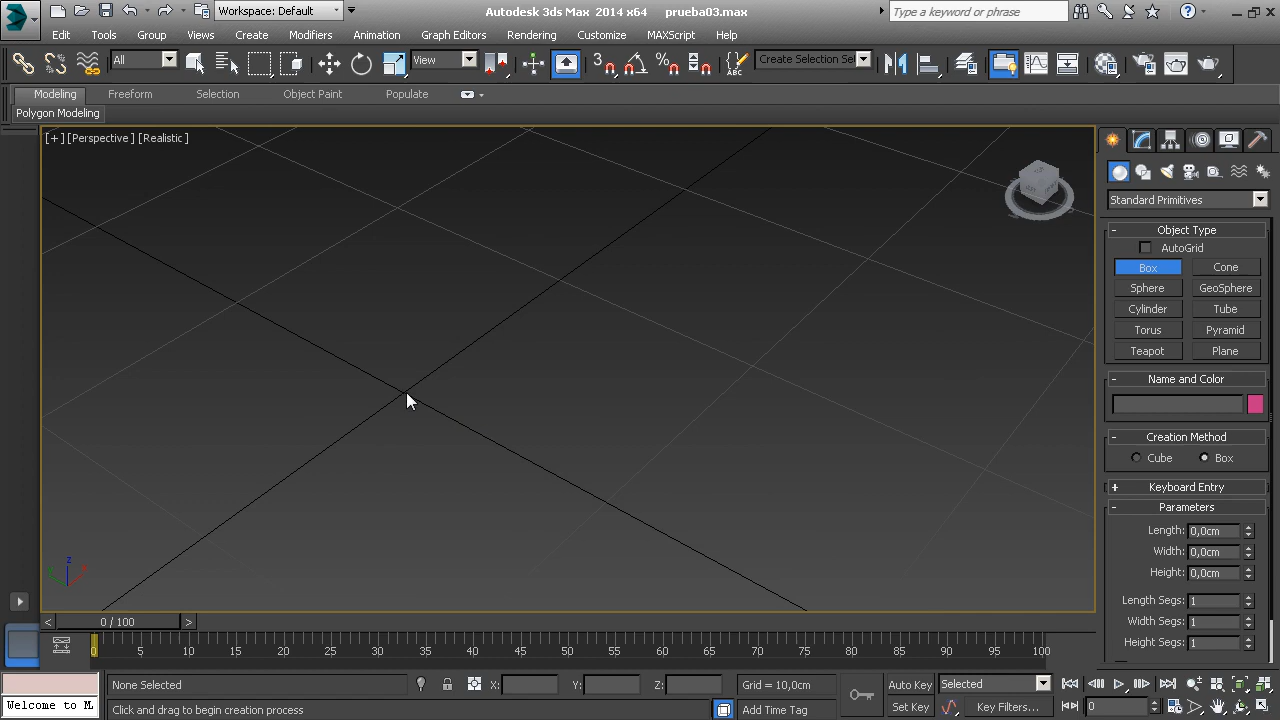 Workspace: Default
Autodesk 3ds Max 2014 x64 prueba03.max
Type a keyword or phrase
Edit Tools Group Views Create Modifiers Animation Graph Editors Rendering Customize MAXScript Help
All
View
3
Create Selection Se
ABC
Modeling Freeform Selection Object Paint Populate
Polygon Modeling
[+] [Perspective ] [Realistic ]
Standard Primitives
- Object Type
AutoGrid
Box Cone
Sphere GeoSphere
Cylinder Tube
Torus Pyramid
Teapot Plane
- Name and Color
- Creation Method
Cube Box
+ Keyboard Entry
- Parameters
Length: 0,0cm
Width: 0,0cm
Height: 0,0cm
Length Segs: 1
Width Segs: 1
Height Segs: 1
z
< 0 / 100 >
0 5 10 15 20 25 30 35 40 45 50 55 60 65 70 75 80 85 90 95 100
None Selected X: Y: Z: Grid = 10,0cm Auto Key Selected
Welcome to M
Click and drag to begin creation process Add Time Tag Set Key Key Filters... 0